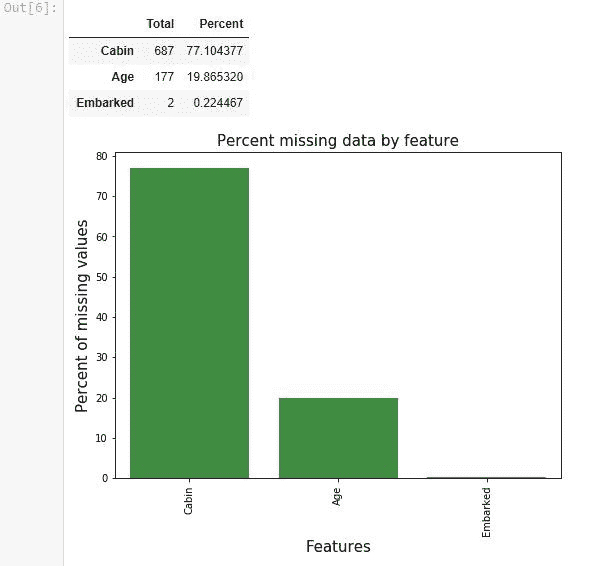 Out[6]:
Total Percent
Cabin 687 77.104377
Age 177 19.865320
Embarked 2 0.224467
Percent missing data by feature
80
70
60
50
40
30
20
10
0
Percent of missing values
Cabin
Age
Embarked
Features